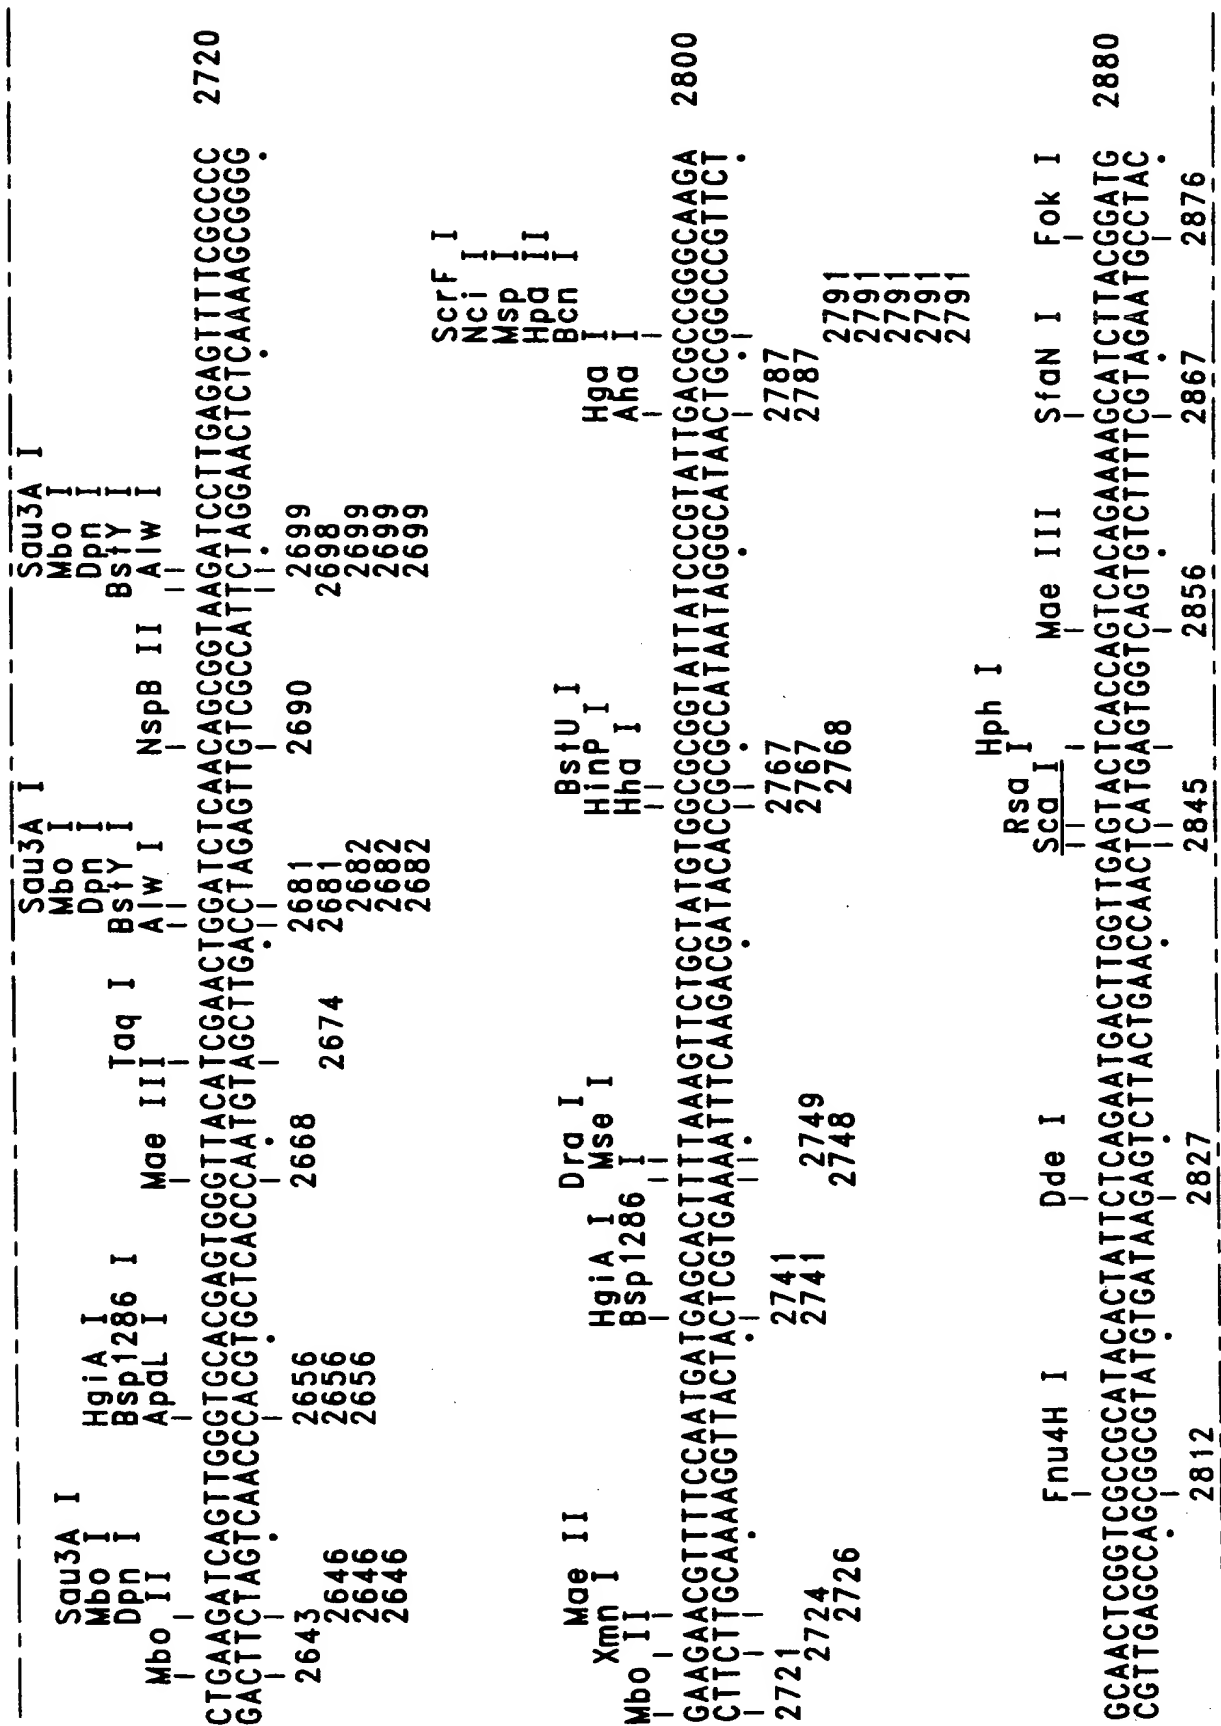 Sau3A I Sau3A I
Sau3A I Mbo I Mbo I
Mbo I HgiA I Dpn I Dpn I
Dpn I Bsp1286 I Taq I BstY I BstY I
Mbo II ApaL I Mae III Alw I NspB II Alw I
CTGAAGATCAGTTGGGTGCACGAGTGGGTTACATCGAACTGGATCTCAACAGCGGTAAGATCCTTGAGAGTTTTCGCCCC 2720
GACTTCTAGTCAACCCACGTGCTCACCCAATGTAGCTTGACCTAGAGTTGTCGCCATTCTAGGAACTCTCAAAAGCGGGG
2643 2656 2668 2681 2690 2699
2646 2656 2674 2681 2698
2646 2656 2682 2699
2646 2682 2699
2682 2699
ScrF I
Nci I
Msp I
Hpa II
Dra I BstU I Bcn I
Mae II HgiA I Mse I HinP I Hga I
Xmn I Bsp1286 I Hha I Aha I
Mbo II
GAAGAACGTTTTCCAATGATGAGCACTTTTAAAGTTCTGCTATGTGGCGCGGTATTATCCCGTATTGACGCCGGGCAAGA 2800
CTTCTTGCAAAAGGTTACTACTCGTGAAAATTTCAAGACGATACACCGCGCCATAATAGGGCATAACTGCGGCCCGTTCT
2721 2741 2767 2787
2724 2741 2749 2767 2787
2726 2748 2768 2791
2791
2791
2791
2791
Hph I
Rsa I
Fnu4H I Dde I Sca I Mae III SfaN I Fok I
GCAACTCGGTCGCCGCATACACTATTCTCAGAATGACTTGGTTGAGTACTCACCAGTCACAGAAAAGCATCTTACGGATG 2880
CGTTGAGCCAGCGGCGTATGTGATAAGAGTCTTACTGAACCAACTCATGAGTGGTCAGTGTCTTTTCGTAGAATGCCTAC
2812 2827 2845 2856 2867 2876